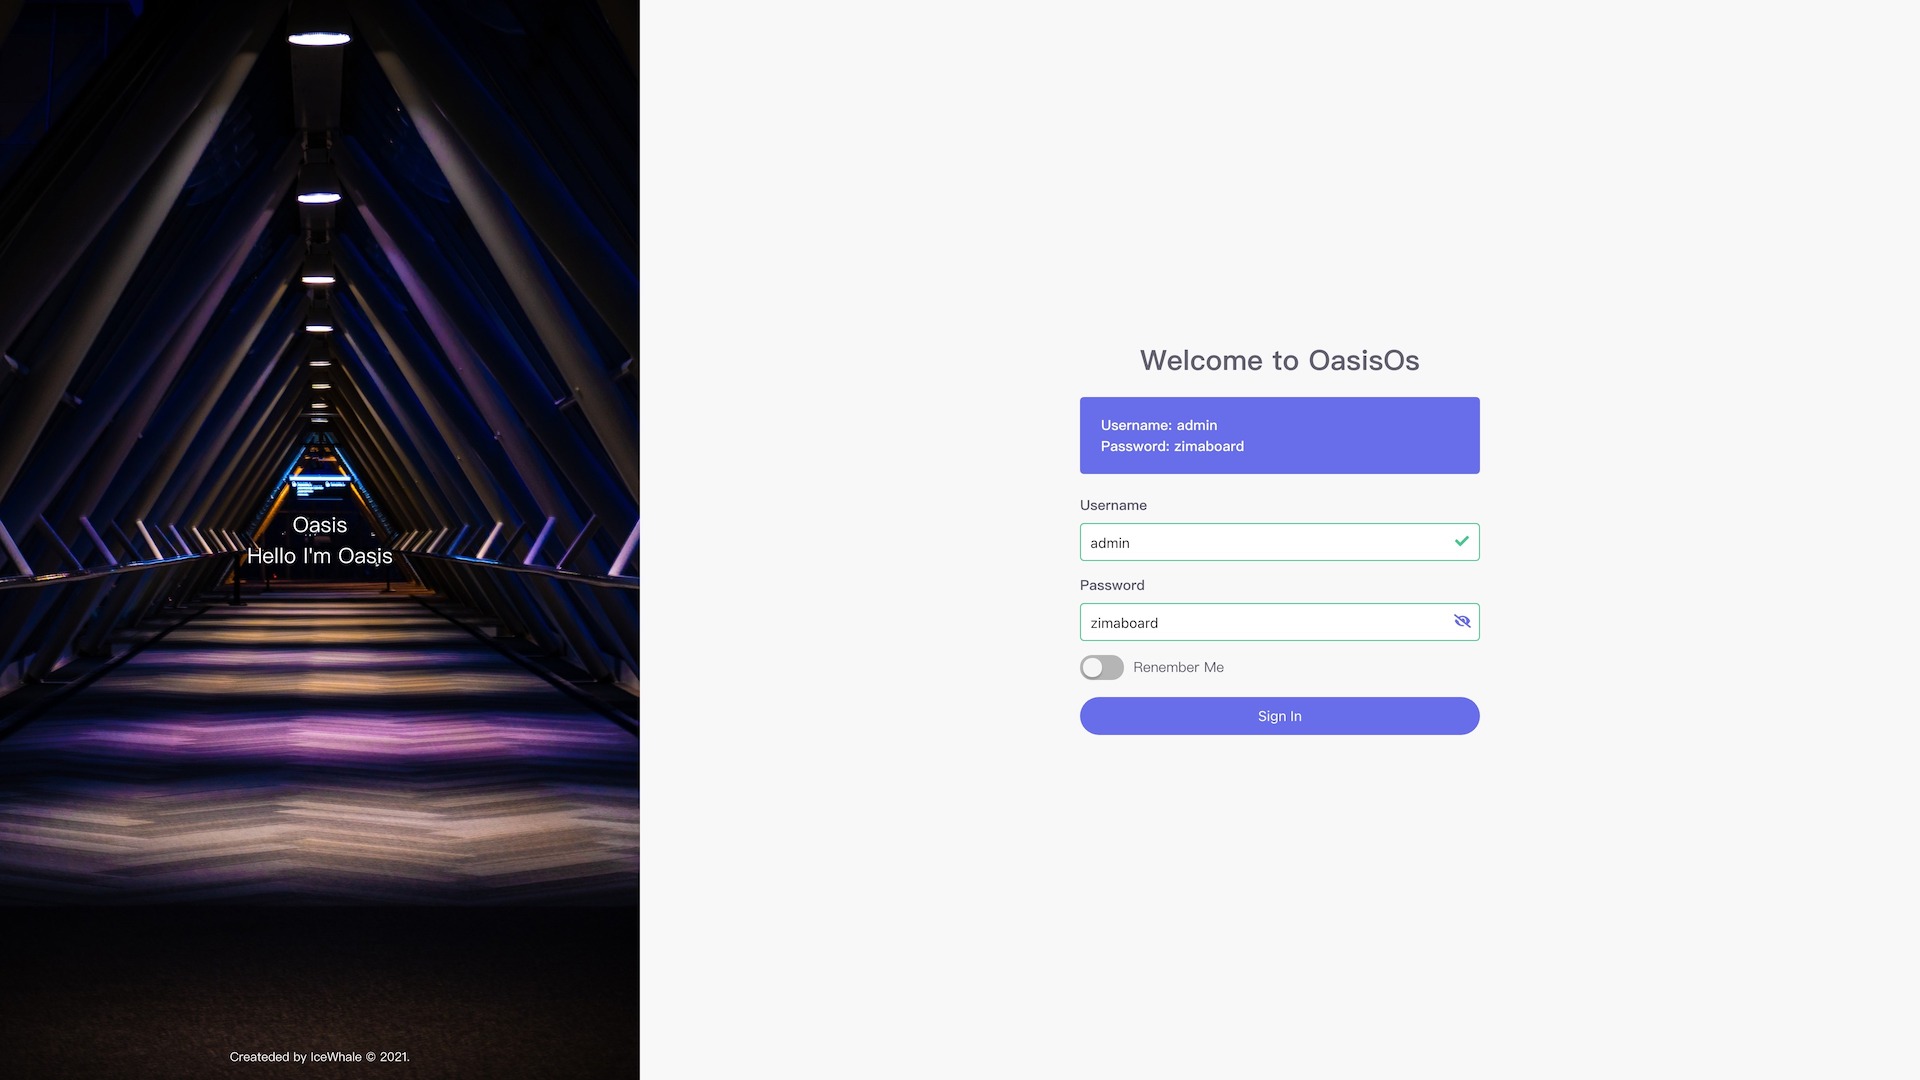 Oasis
Hello I'm Oasis
Createded by IceWhale © 2021.
Welcome to OasisOs
Username: admin
Password: zimaboard
Username
admin
Password
zimaboard
Renember Me
Sign In